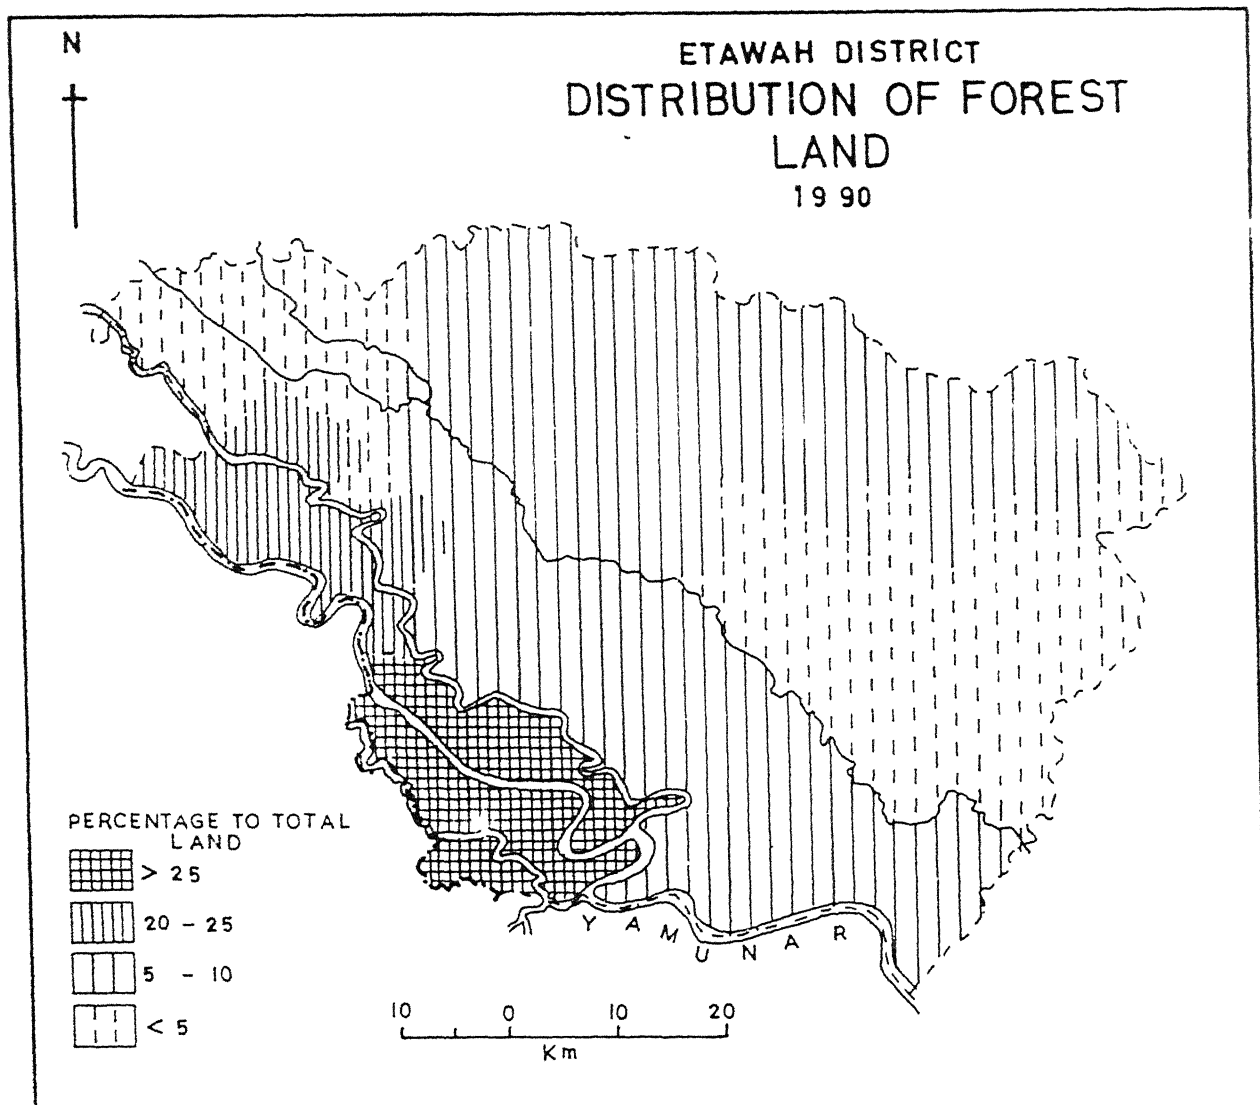 N
ETAWAH DISTRICT
DISTRIBUTION OF FOREST
LAND
1990
PERCENTAGE TO TOTAL
LAND
> 25
20 - 25
5 - 10
< 5
YAMUNA R
10 0 10 20
Km